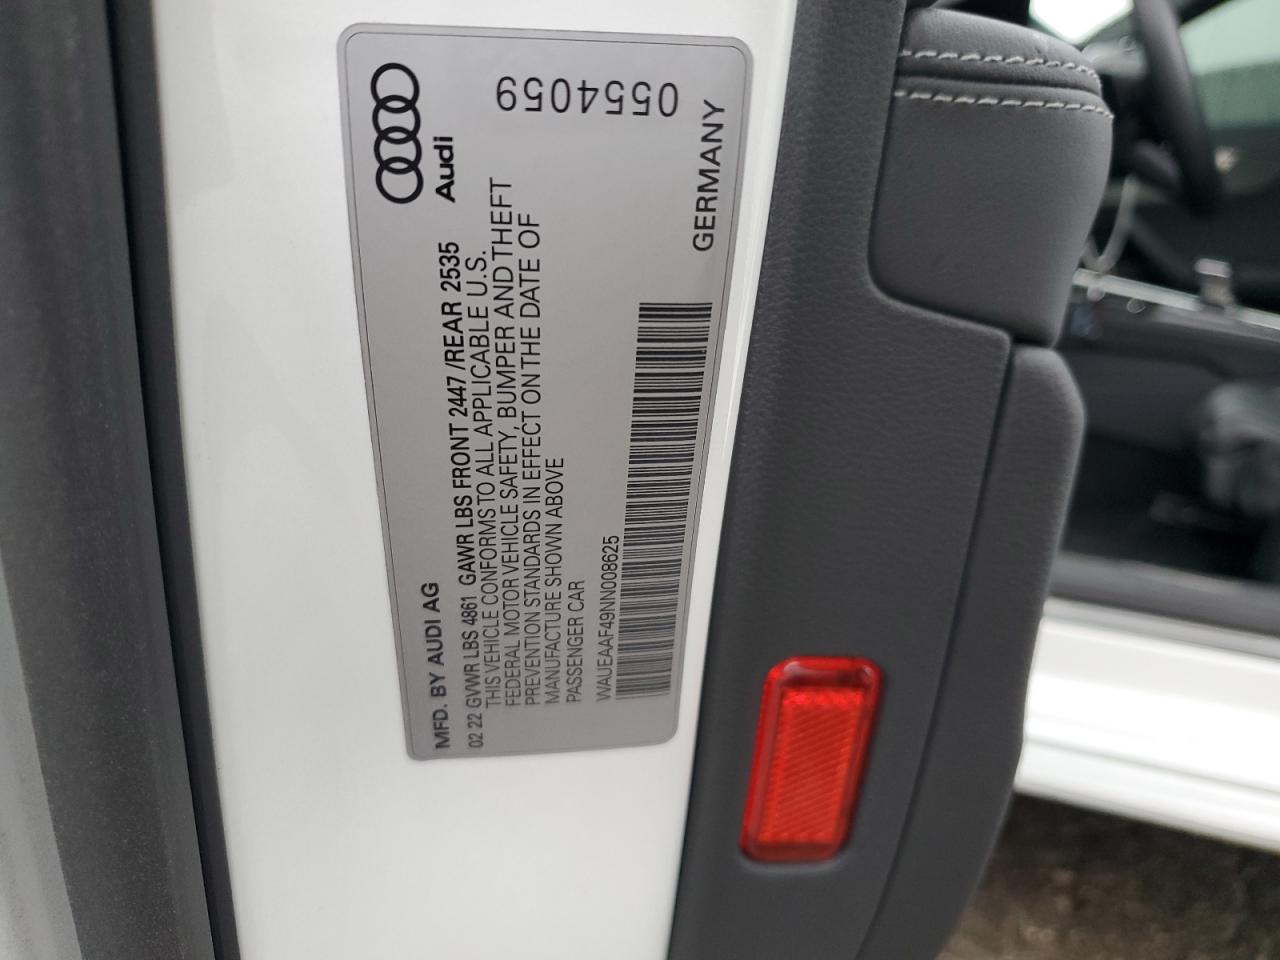 MFD. BY AUDI AG
Audi
02 22 GVWR LBS 4861 GAWR LBS FRONT 2447 /REAR 2535
THIS VEHICLE CONFORMS TO ALL APPLICABLE U.S.
FEDERAL MOTOR VEHICLE SAFETY, BUMPER AND THEFT
PREVENTION STANDARDS IN EFFECT ON THE DATE OF
MANUFACTURE SHOWN ABOVE
PASSENGER CAR
WAUEAAF49NN008625
GERMANY
0554059